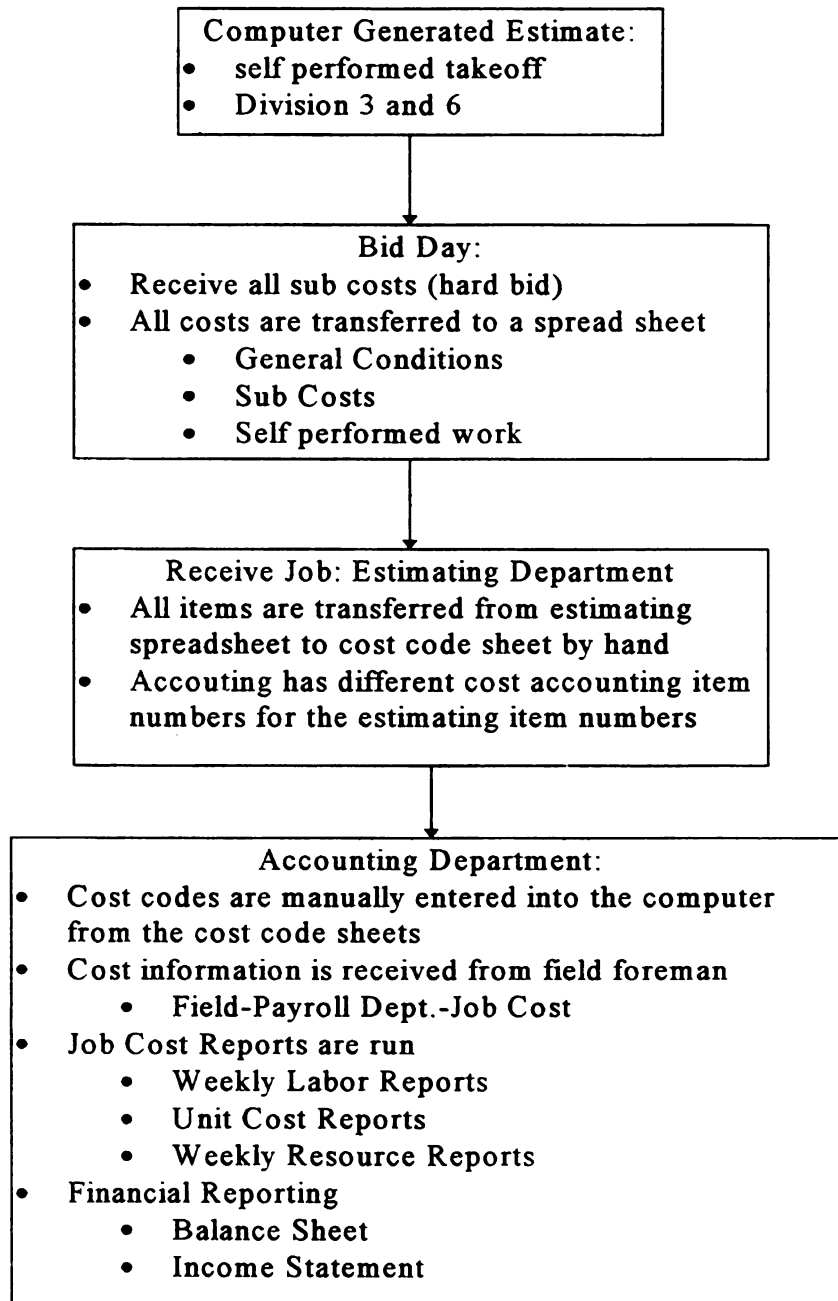 Computer Generated Estimate:
• self performed takeoff
• Division 3 and 6
Bid Day:
• Receive all sub costs (hard bid)
• All costs are transferred to a spread sheet
• General Conditions
• Sub Costs
• Self performed work
Receive Job: Estimating Department
• All items are transferred from estimating
spreadsheet to cost code sheet by hand
• Accouting has different cost accounting item
numbers for the estimating item numbers
Accounting Department:
• Cost codes are manually entered into the computer
from the cost code sheets
• Cost information is received from field foreman
• Field-Payroll Dept.-Job Cost
• Job Cost Reports are run
• Weekly Labor Reports
• Unit Cost Reports
• Weekly Resource Reports
• Financial Reporting
• Balance Sheet
• Income Statement